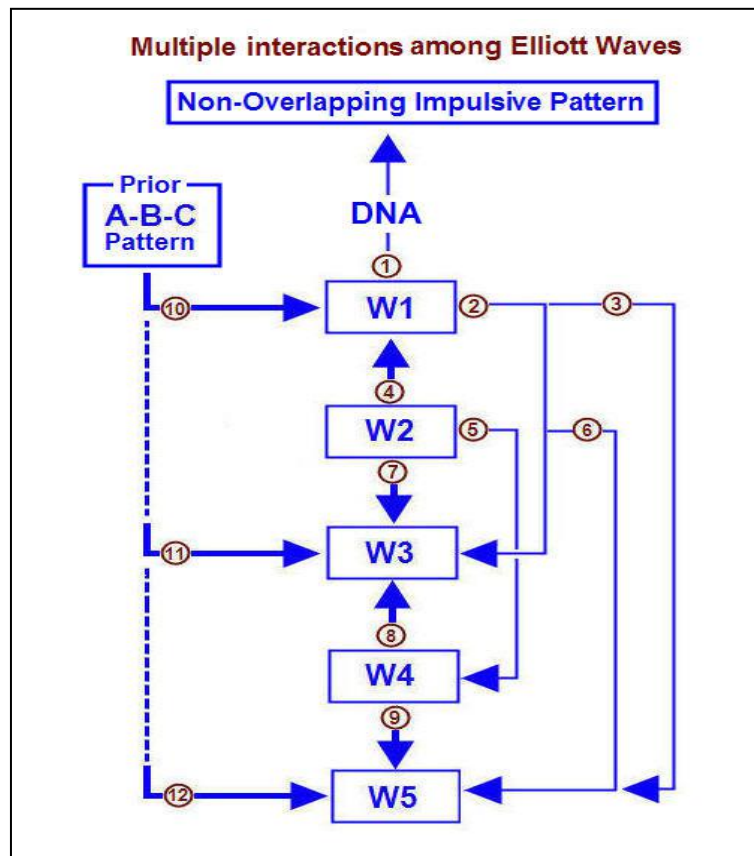 Multiple interactions among Elliott Waves
Non-Overlapping Impulsive Pattern
Prior
A-B-C
Pattern
DNA
1
10
W1
2
3
4
W2
5
6
7
11
W3
8
W4
9
12
W5